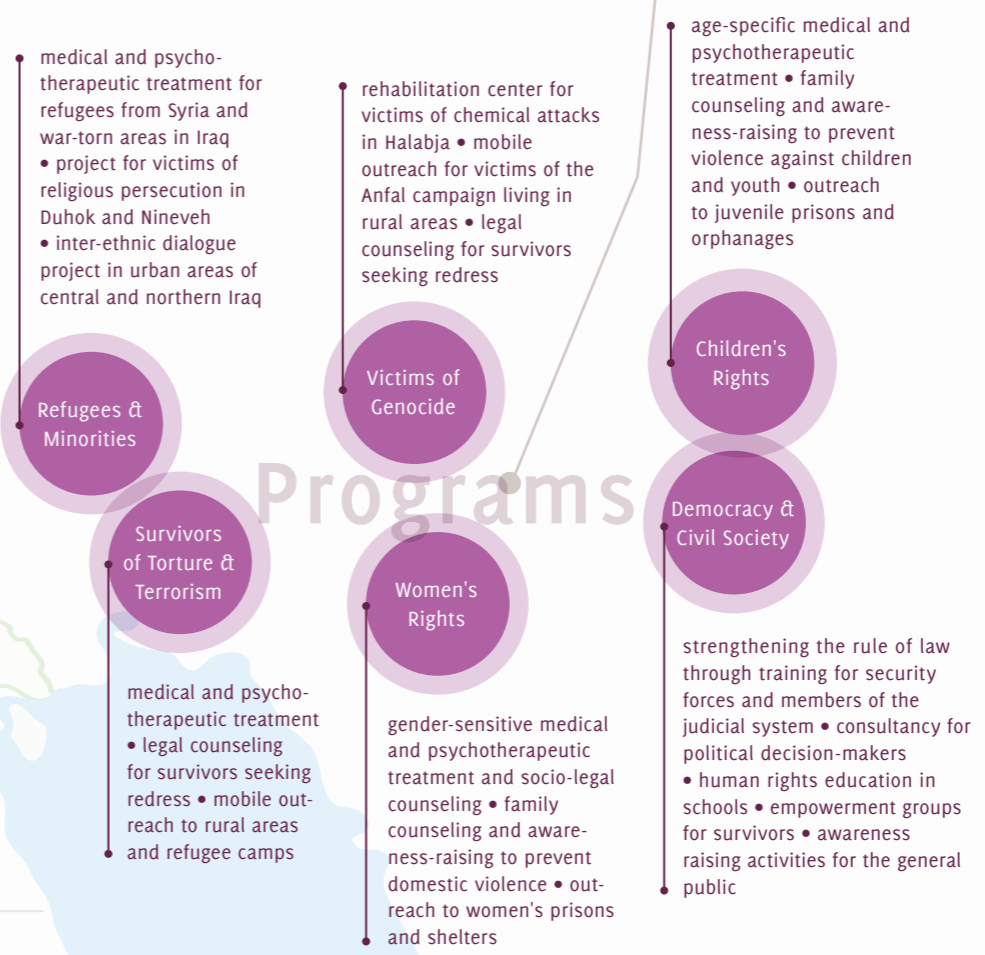 medical and psycho-
therapeutic treatment for
refugees from Syria and
war-torn areas in Iraq
• project for victims of
religious persecution in
Duhok and Nineveh
• inter-ethnic dialogue
project in urban areas of
central and northern Iraq
Refugees &
Minorities
rehabilitation center for
victims of chemical attacks
in Halabja • mobile
outreach for victims of the
Anfal campaign living in
rural areas • legal
counseling for survivors
seeking redress
Victims of
Genocide
age-specific medical and
psychotherapeutic
treatment • family
counseling and aware-
ness-raising to prevent
violence against children
and youth • outreach
to juvenile prisons and
orphanages
Children's
Rights
Programs
Survivors
of Torture &
Terrorism
medical and psycho-
therapeutic treatment
• legal counseling
for survivors seeking
redress • mobile out-
reach to rural areas
and refugee camps
Women's
Rights
gender-sensitive medical
and psychotherapeutic
treatment and socio-legal
counseling • family
counseling and aware-
ness-raising to prevent
domestic violence • out-
reach to women's prisons
and shelters
Democracy &
Civil Society
strengthening the rule of law
through training for security
forces and members of the
judicial system • consultancy for
political decision-makers
• human rights education in
schools • empowerment groups
for survivors • awareness
raising activities for the general
public